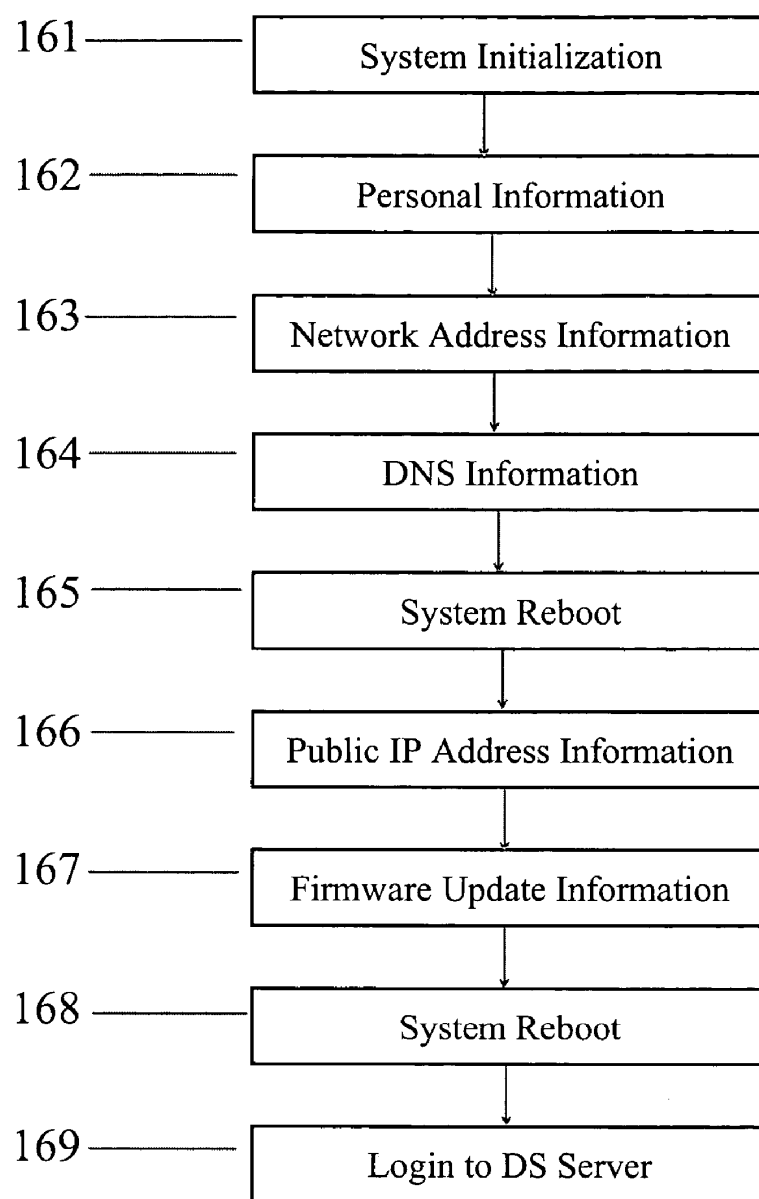 161 System Initialization
162 Personal Information
163 Network Address Information
164 DNS Information
165 System Reboot
166 Public IP Address Information
167 Firmware Update Information
168 System Reboot
169 Login to DS Server